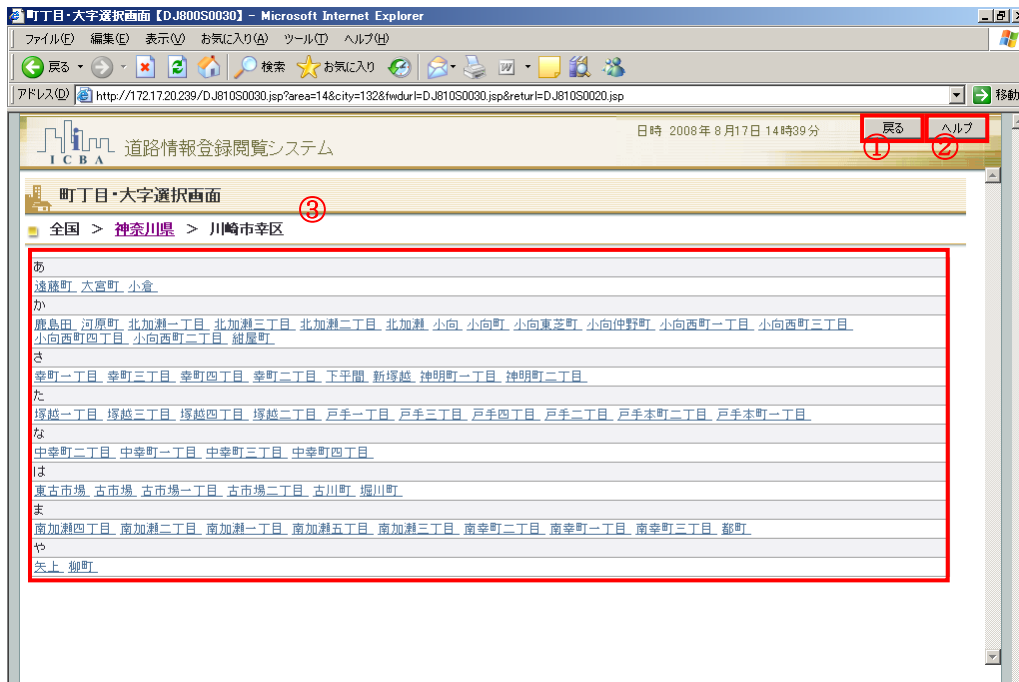 町丁目・大字選択画面【DJ800S0030】 - Microsoft Internet Explorer
ファイル(F) 編集(E) 表示(V) お気に入り(A) ツール(T) ヘルプ(H)
戻る 検索 お気に入り
アドレス(D) http://172.17.20.239/DJ810S0030.jsp?area=14&city=132&fwdurl=DJ810S0030.jsp&returl=DJ810S0020.jsp 移動
ICBA 道路情報登録閲覧システム 日時 2008年8月17日 14時39分 戻る ヘルプ
① ②
町丁目・大字選択画面
③
全国 > 神奈川県 > 川崎市幸区
あ
遠藤町 大宮町 小倉
か
鹿島田 河原町 北加瀬一丁目 北加瀬三丁目 北加瀬二丁目 北加瀬 小向 小向町 小向東芝町 小向仲野町 小向西町一丁目 小向西町三丁目
小向西町四丁目 小向西町二丁目 紺屋町
さ
幸町一丁目 幸町三丁目 幸町四丁目 幸町二丁目 下平間 新塚越 神明町一丁目 神明町二丁目
た
塚越一丁目 塚越三丁目 塚越四丁目 塚越二丁目 戸手一丁目 戸手三丁目 戸手四丁目 戸手二丁目 戸手本町二丁目 戸手本町一丁目
な
中幸町二丁目 中幸町一丁目 中幸町三丁目 中幸町四丁目
は
東古市場 古市場 古市場一丁目 古市場二丁目 古川町 堀川町
ま
南加瀬四丁目 南加瀬二丁目 南加瀬一丁目 南加瀬五丁目 南加瀬三丁目 南幸町二丁目 南幸町一丁目 南幸町三丁目 都町
や
矢上 柳町